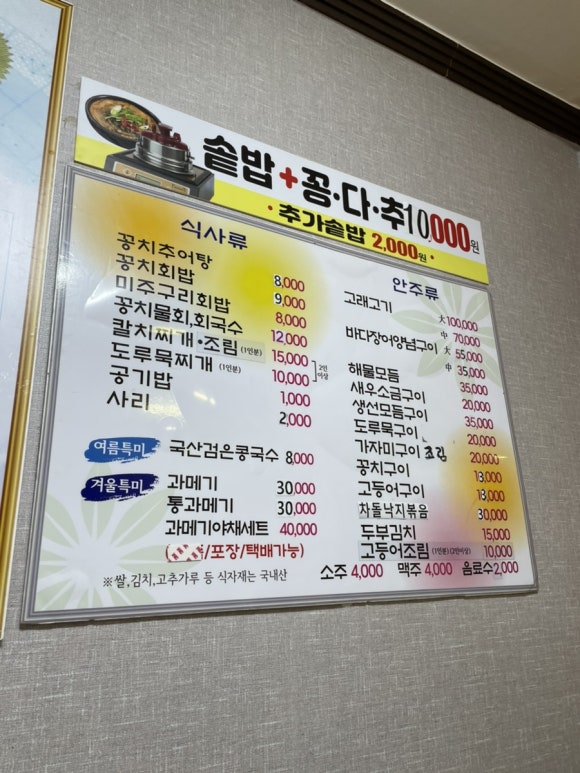 솥밥+꽁·다·추10,000원
• 추가솥밥 2,000원 •
식사류
꽁치추어탕 8,000
꽁치회밥 9,000
미주구리회밥 8,000
꽁치물회,회국수 12,000
칼치찌개•조림 (1인분) 15,000
도루묵찌개 (1인분) 10,000
2인 이상
공기밥 1,000
사리 2,000
여름특미 국산검은콩국수 8,000
겨울특미 과메기 30,000
통과메기 30,000
과메기야채세트 40,000
/포장/택배가능)
※쌀,김치,고추가루 등 식자재는 국내산
안주류
고래고기 大100,000
中 70,000
바다장어양념구이 大 55,000
中 35,000
해물모듬 35,000
새우소금구이 20,000
생선모듬구이 35,000
도루묵구이 20,000
가자미구이 조림 20,000
꽁치구이 13,000
고등어구이 13,000
차돌낙지볶음 30,000
두부김치 15,000
고등어조림 (1인분) (2인이상) 10,000
소주 4,000 맥주 4,000 음료수2,000